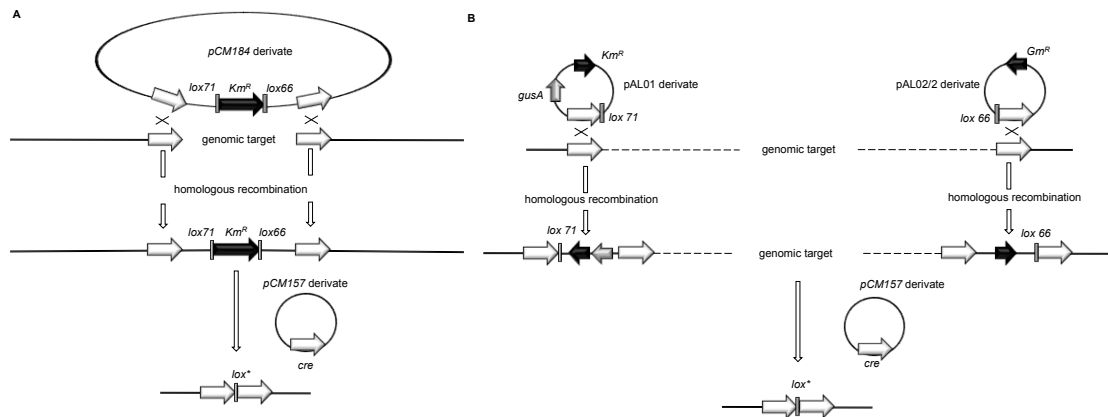 A
pCM184 derivate
lox71 KmR lox66
genomic target
homologous recombination
lox71 KmR lox66
pCM157 derivate
cre
lox*
B
KmR
pAL01 derivate
gusA
lox 71
GmR
pAL02/2 derivate
lox 66
genomic target
homologous recombination
homologous recombination
lox 71
lox 66
genomic target
pCM157 derivate
cre
lox*